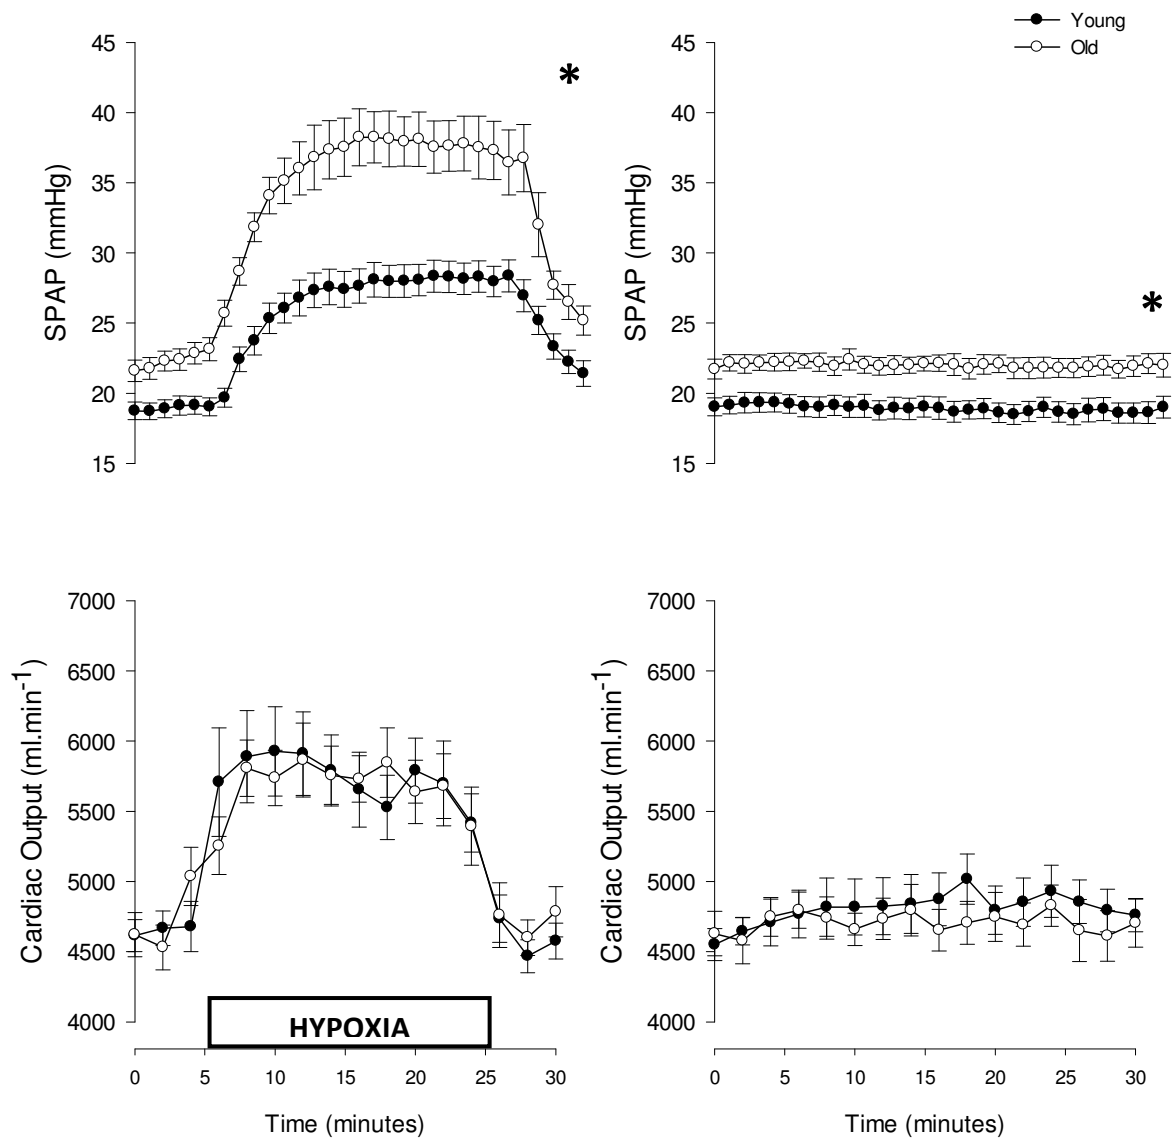 Young
Old
45
40
35
30
25
20
15
SPAP (mmHg)
*
45
40
35
30
25
20
15
SPAP (mmHg)
*
7000
6500
6000
5500
5000
4500
4000
Cardiac Output (ml.min-1)
HYPOXIA
0 5 10 15 20 25 30
Time (minutes)
7000
6500
6000
5500
5000
4500
4000
Cardiac Output (ml.min-1)
0 5 10 15 20 25 30
Time (minutes)